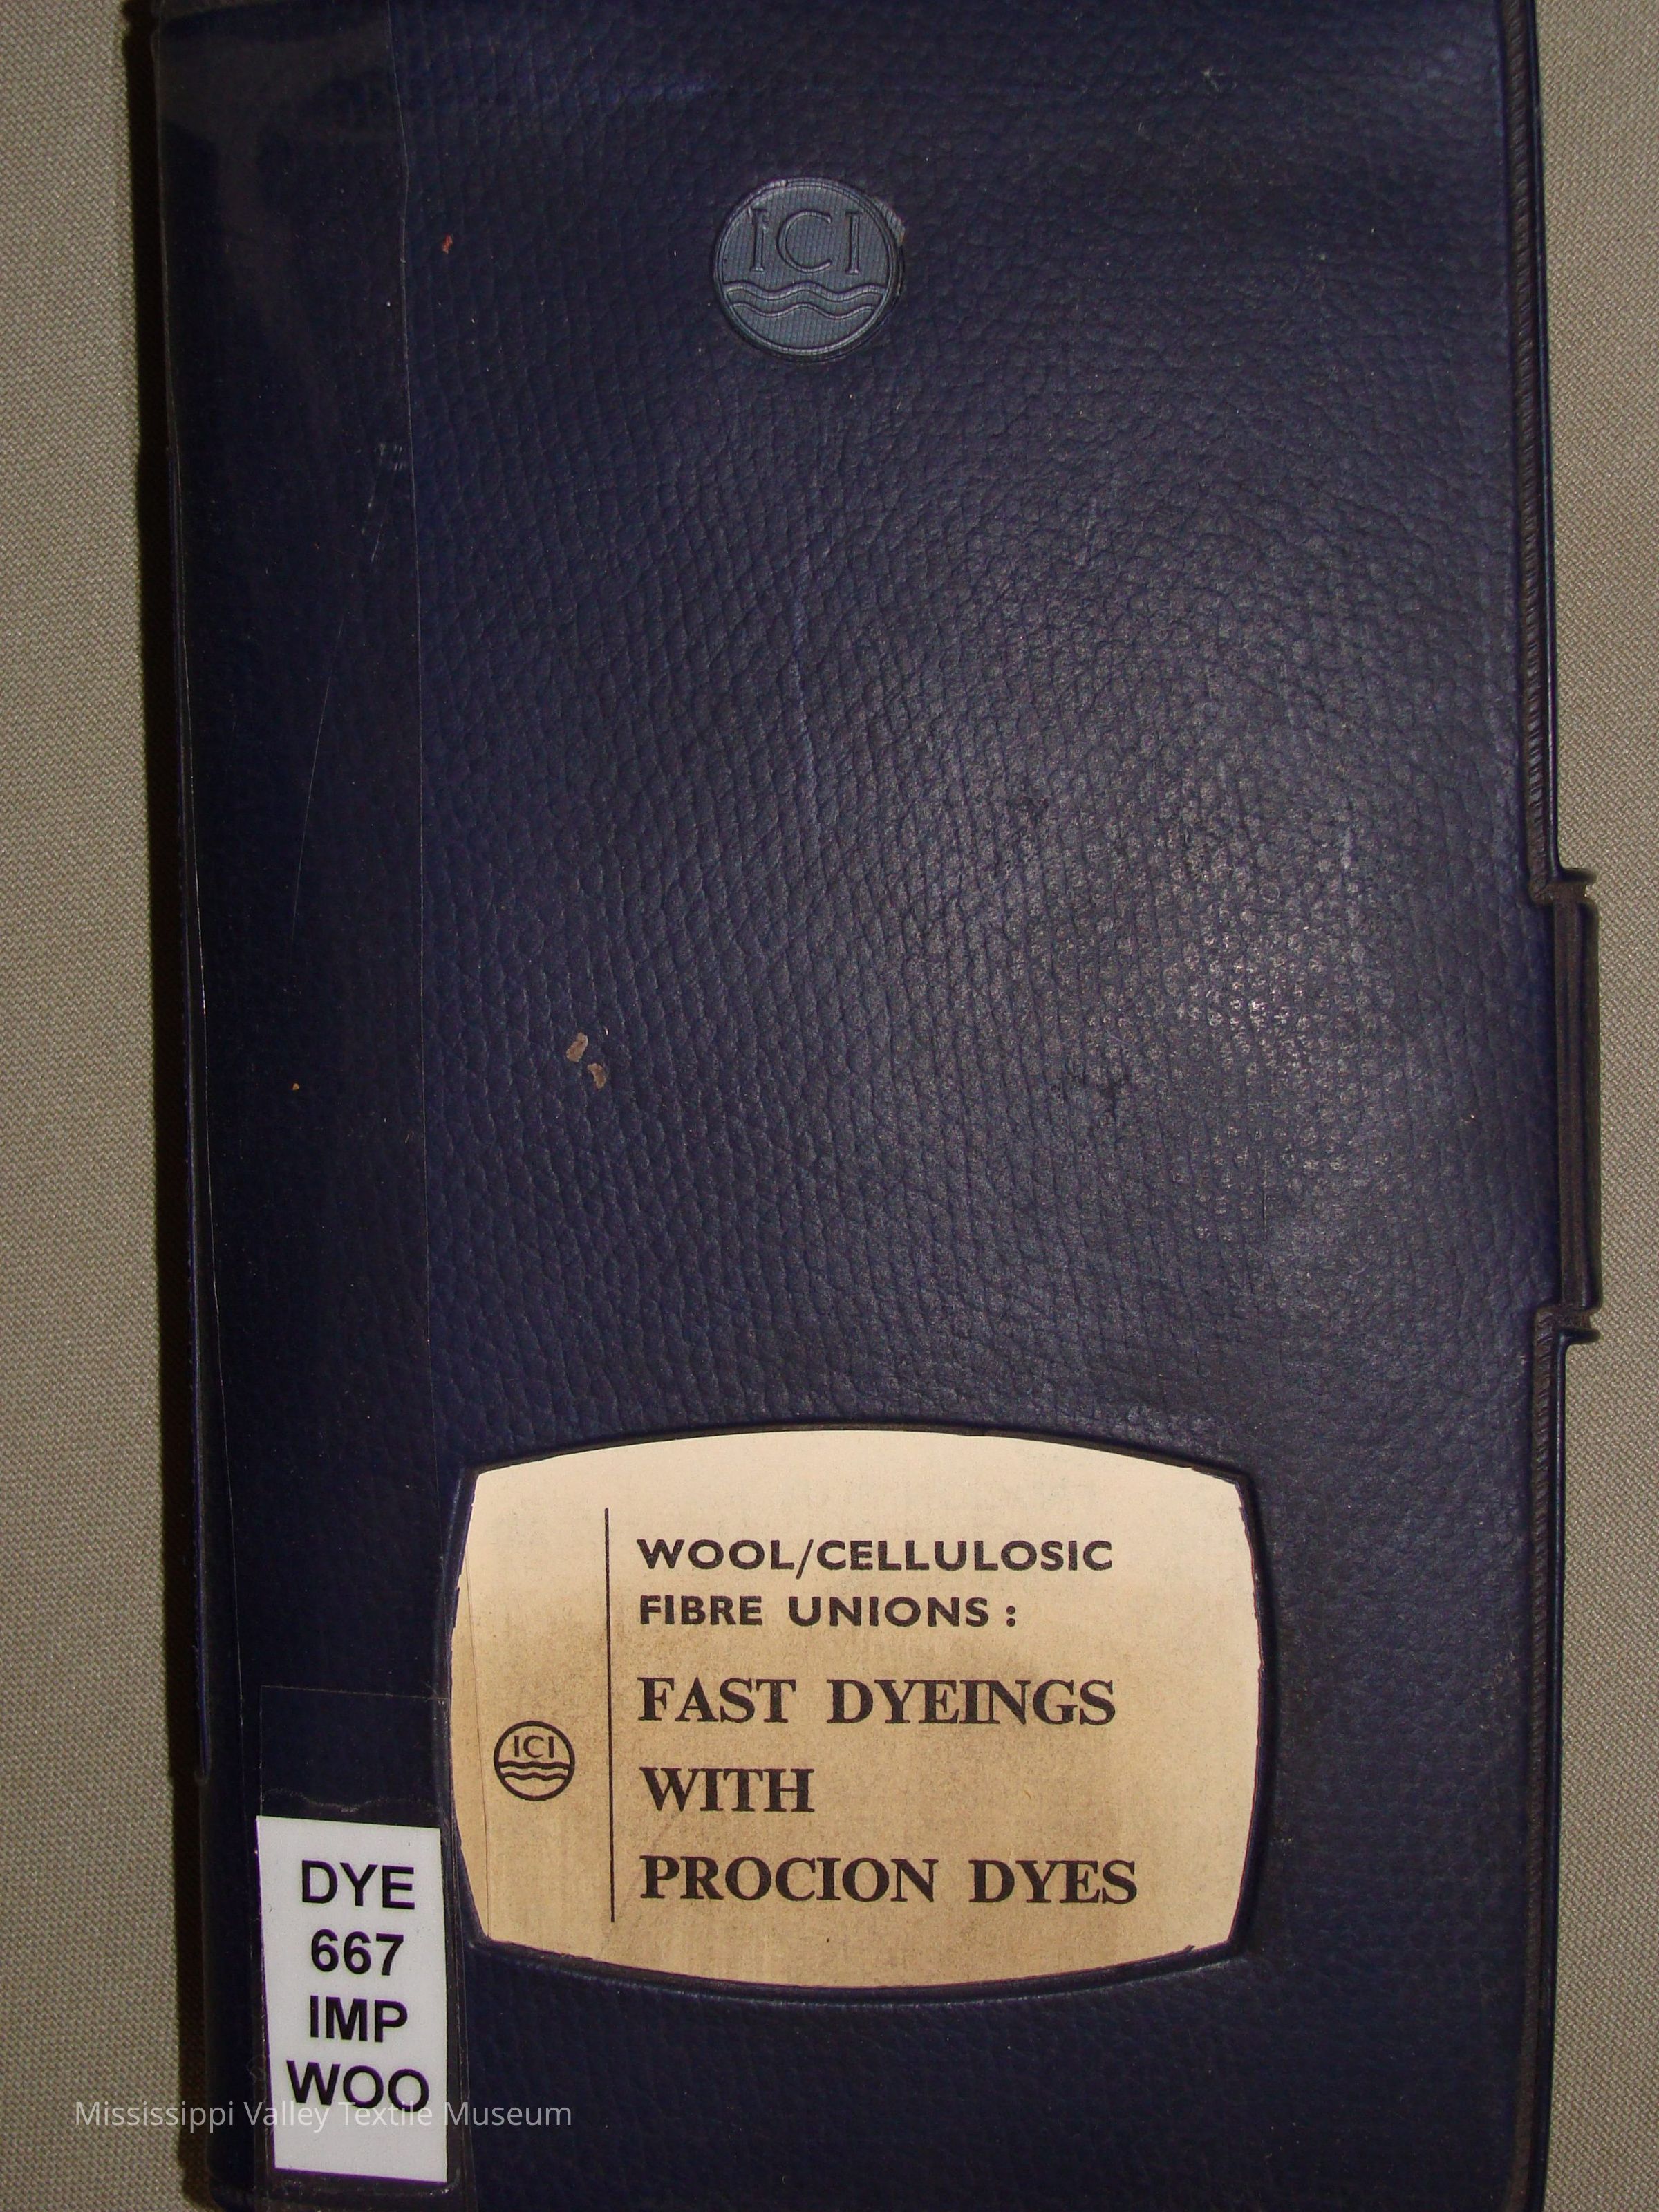 ICI
WOOL/CELLULOSIC
FIBRE UNIONS :
FAST DYEINGS
WITH
PROCION DYES
ICI
DYE
667
IMP
WOO
Mississippi Valley Textile Museum